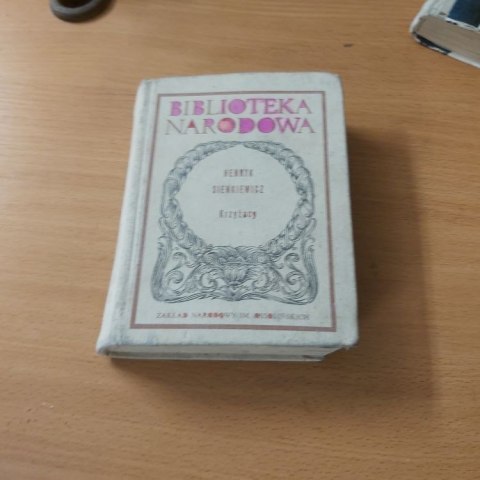 BIBLIOTEKA
NARODOWA
HENRYK
SIENKIEWICZ
Krzyżacy
ZAKŁAD NARODOWY IM. OSSOLIŃSKICH